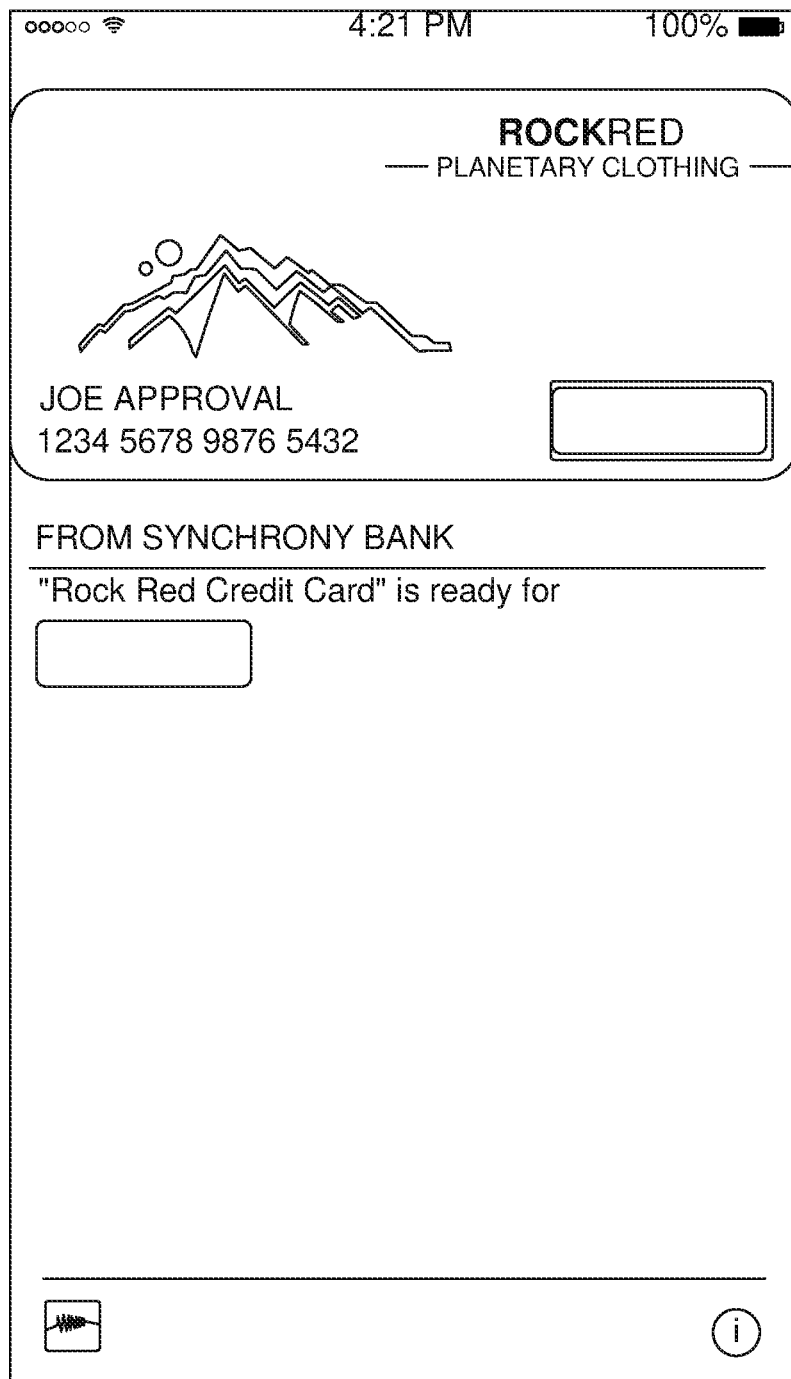 4:21 PM 100%
ROCKRED
PLANETARY CLOTHING
JOE APPROVAL
1234 5678 9876 5432
FROM SYNCHRONY BANK
"Rock Red Credit Card" is ready for
i